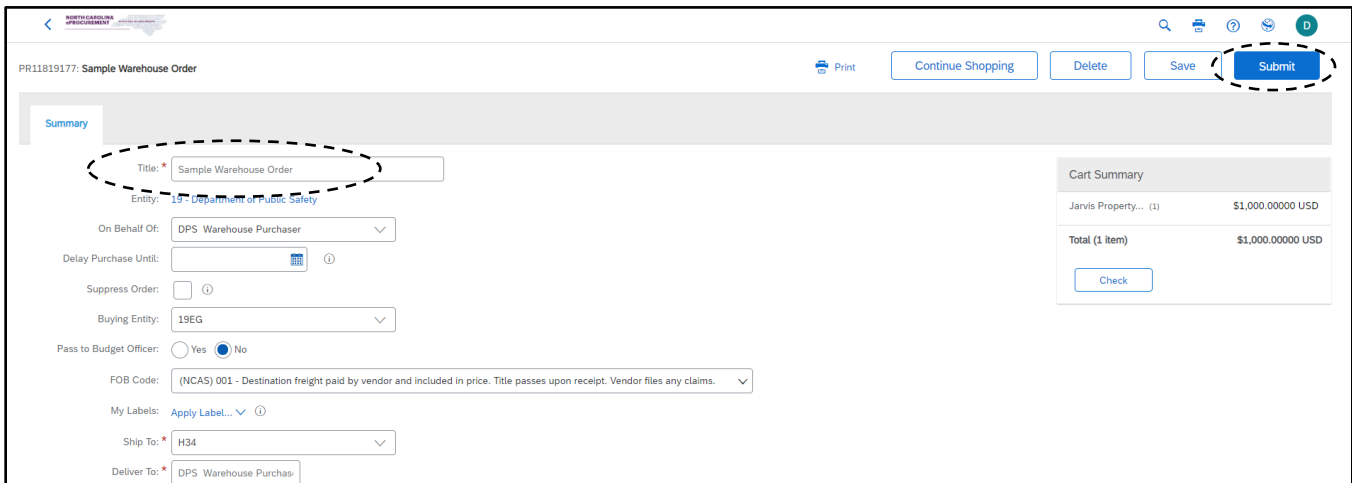 NORTH CAROLINA
ePROCUREMENT
D
PR11819177: Sample Warehouse Order
Print
Continue Shopping
Delete
Save
Submit
Summary
Title: * Sample Warehouse Order
Entity: 19 - Department of Public Safety
On Behalf Of: DPS Warehouse Purchaser
Delay Purchase Until:
Suppress Order:
Buying Entity: 19EG
Pass to Budget Officer: Yes No
FOB Code: (NCAS) 001 - Destination freight paid by vendor and included in price. Title passes upon receipt. Vendor files any claims.
My Labels: Apply Label...
Ship To: * H34
Deliver To: * DPS Warehouse Purchas
Cart Summary
Jarvis Property... (1) $1,000.00000 USD
Total (1 item) $1,000.00000 USD
Check